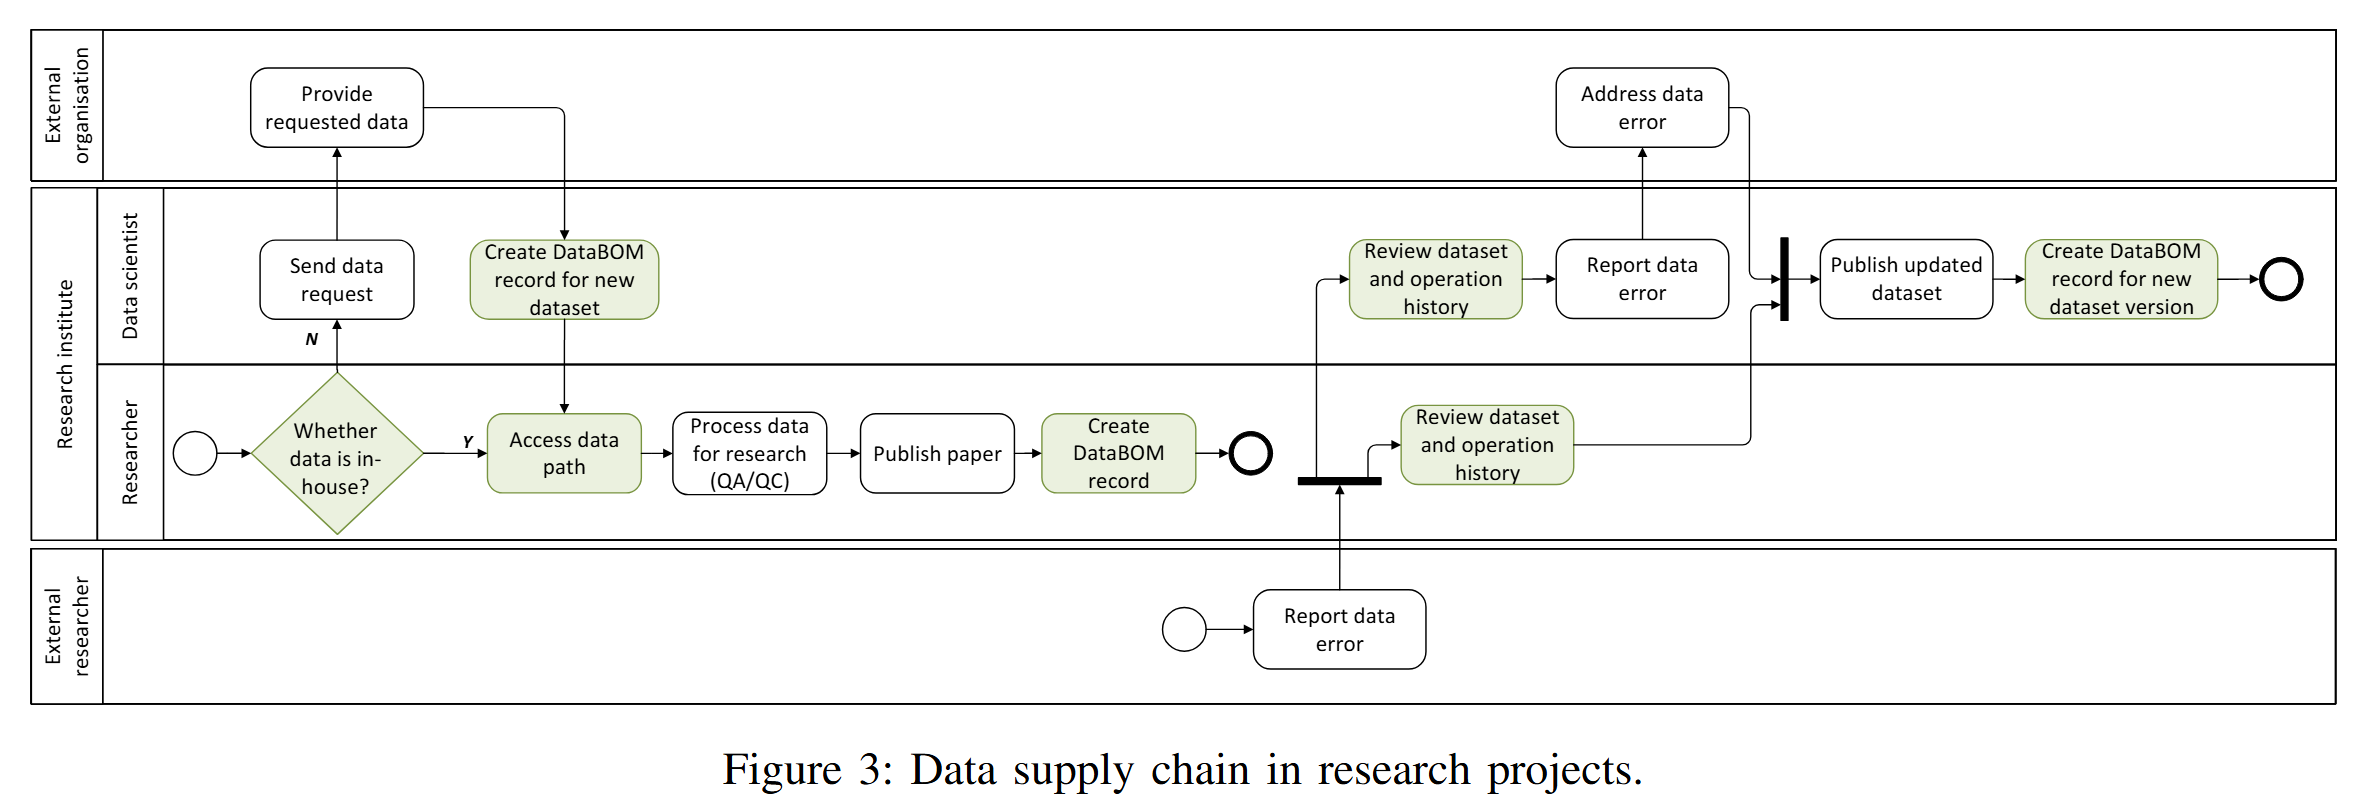 External
organisation
Provide
requested data
Address data
error
Research institute
Data scientist
Send data
request
N
Create DataBOM
record for new
dataset
Review dataset
and operation
history
Report data
error
Publish updated
dataset
Create DataBOM
record for new
dataset version
Researcher
Whether
data is in-
house?
Y
Access data
path
Process data
for research
(QA/QC)
Publish paper
Create
DataBOM
record
Review dataset
and operation
history
External
researcher
Report data
error
Figure 3: Data supply chain in research projects.